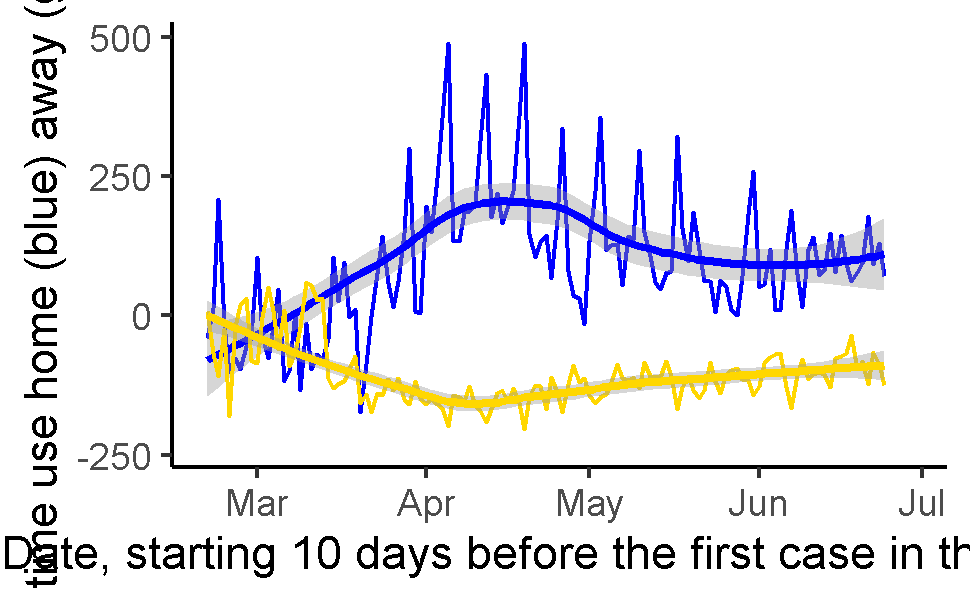 time use home (blue) away (
500
250
0
-250
Mar Apr May Jun Jul
Date, starting 10 days before the first case in th